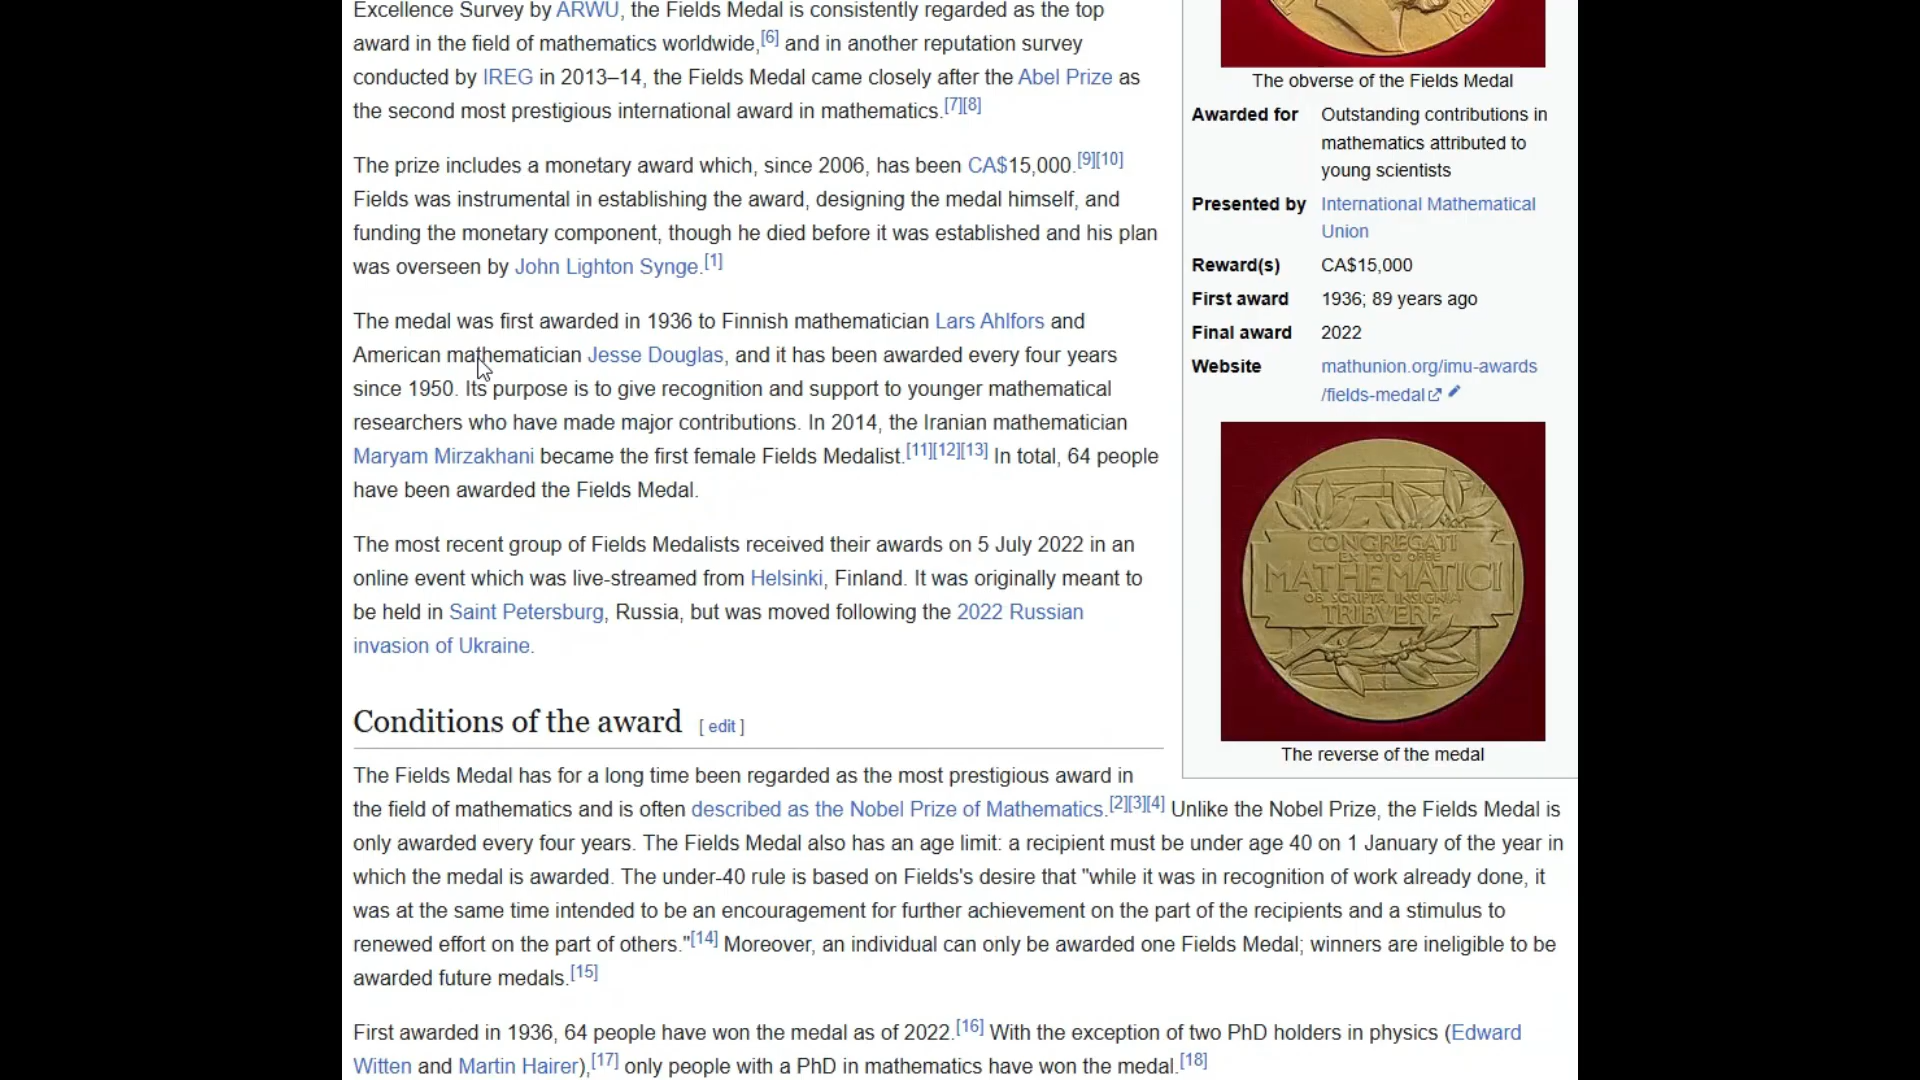 Excellence Survey by ARWU, the Fields Medal is consistently regarded as the top
award in the field of mathematics worldwide,[6] and in another reputation survey
conducted by IREG in 2013–14, the Fields Medal came closely after the Abel Prize as
the second most prestigious international award in mathematics.[7][8]
The prize includes a monetary award which, since 2006, has been CA$15,000.[9][10]
Fields was instrumental in establishing the award, designing the medal himself, and
funding the monetary component, though he died before it was established and his plan
was overseen by John Lighton Synge.[1]
The medal was first awarded in 1936 to Finnish mathematician Lars Ahlfors and
American mathematician Jesse Douglas, and it has been awarded every four years
since 1950. Its purpose is to give recognition and support to younger mathematical
researchers who have made major contributions. In 2014, the Iranian mathematician
Maryam Mirzakhani became the first female Fields Medalist.[11][12][13] In total, 64 people
have been awarded the Fields Medal.
The most recent group of Fields Medalists received their awards on 5 July 2022 in an
online event which was live-streamed from Helsinki, Finland. It was originally meant to
be held in Saint Petersburg, Russia, but was moved following the 2022 Russian
invasion of Ukraine.
The obverse of the Fields Medal
Awarded for Outstanding contributions in
mathematics attributed to
young scientists
Presented by International Mathematical
Union
Reward(s) CA$15,000
First award 1936; 89 years ago
Final award 2022
Website mathunion.org/imu-awards
/fields-medal
CONGREGATI
EX TOTO ORBE
MATHEMATICI
OB SCRIPTA INSIGNIA
TRIBVERE
The reverse of the medal
Conditions of the award [ edit ]
The Fields Medal has for a long time been regarded as the most prestigious award in
the field of mathematics and is often described as the Nobel Prize of Mathematics.[2][3][4] Unlike the Nobel Prize, the Fields Medal is
only awarded every four years. The Fields Medal also has an age limit: a recipient must be under age 40 on 1 January of the year in
which the medal is awarded. The under-40 rule is based on Fields's desire that "while it was in recognition of work already done, it
was at the same time intended to be an encouragement for further achievement on the part of the recipients and a stimulus to
renewed effort on the part of others."[14] Moreover, an individual can only be awarded one Fields Medal; winners are ineligible to be
awarded future medals.[15]
First awarded in 1936, 64 people have won the medal as of 2022.[16] With the exception of two PhD holders in physics (Edward
Witten and Martin Hairer),[17] only people with a PhD in mathematics have won the medal.[18]